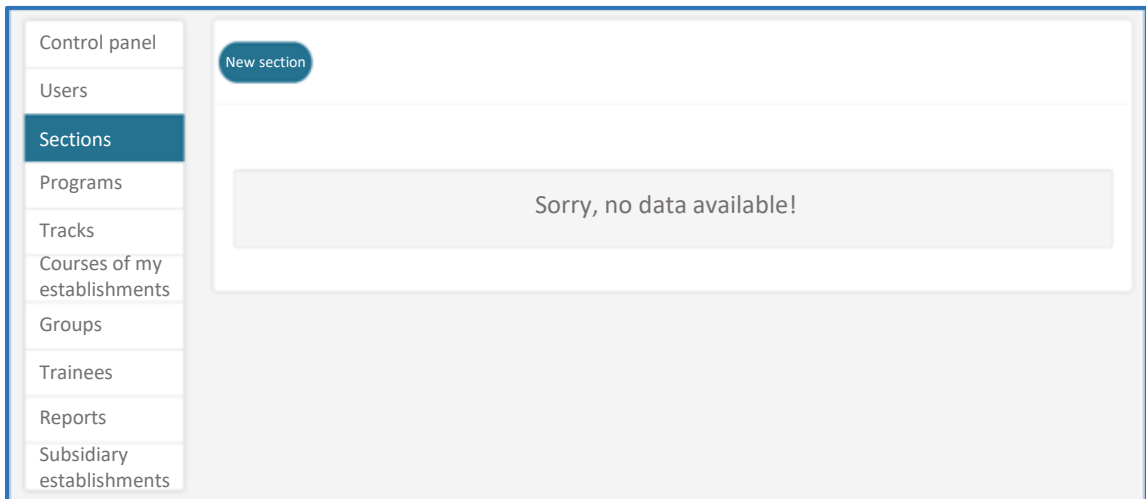 Control panel
Users
Sections
Programs
Tracks
Courses of my
establishments
Groups
Trainees
Reports
Subsidiary
establishments
New section
Sorry, no data available!